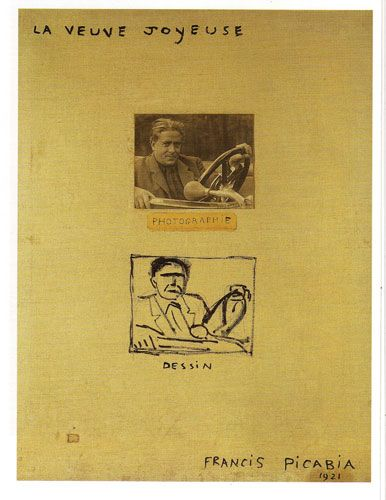 LA VEUVE JOYEUSE
PHOTOGRAPHIE
DESSIN
FRANCIS PICABIA
1921